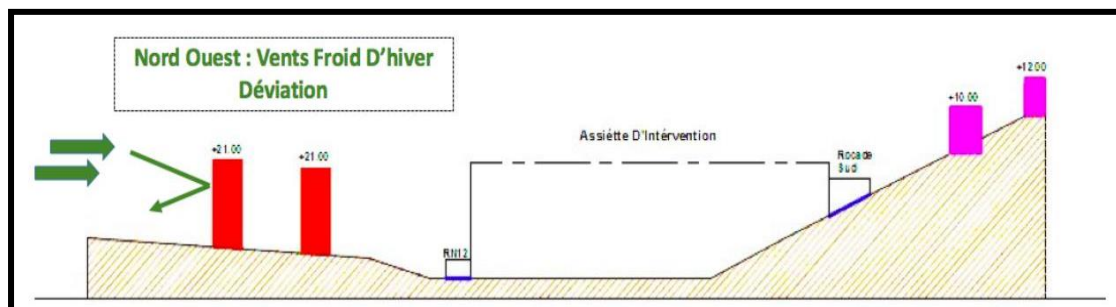 Nord Ouest : Vents Froid D'hiver
Déviation
+21.00
+21.00
RN12
Assiétte D'Intérvention
Rocade
Sud
+10.00
+12.00